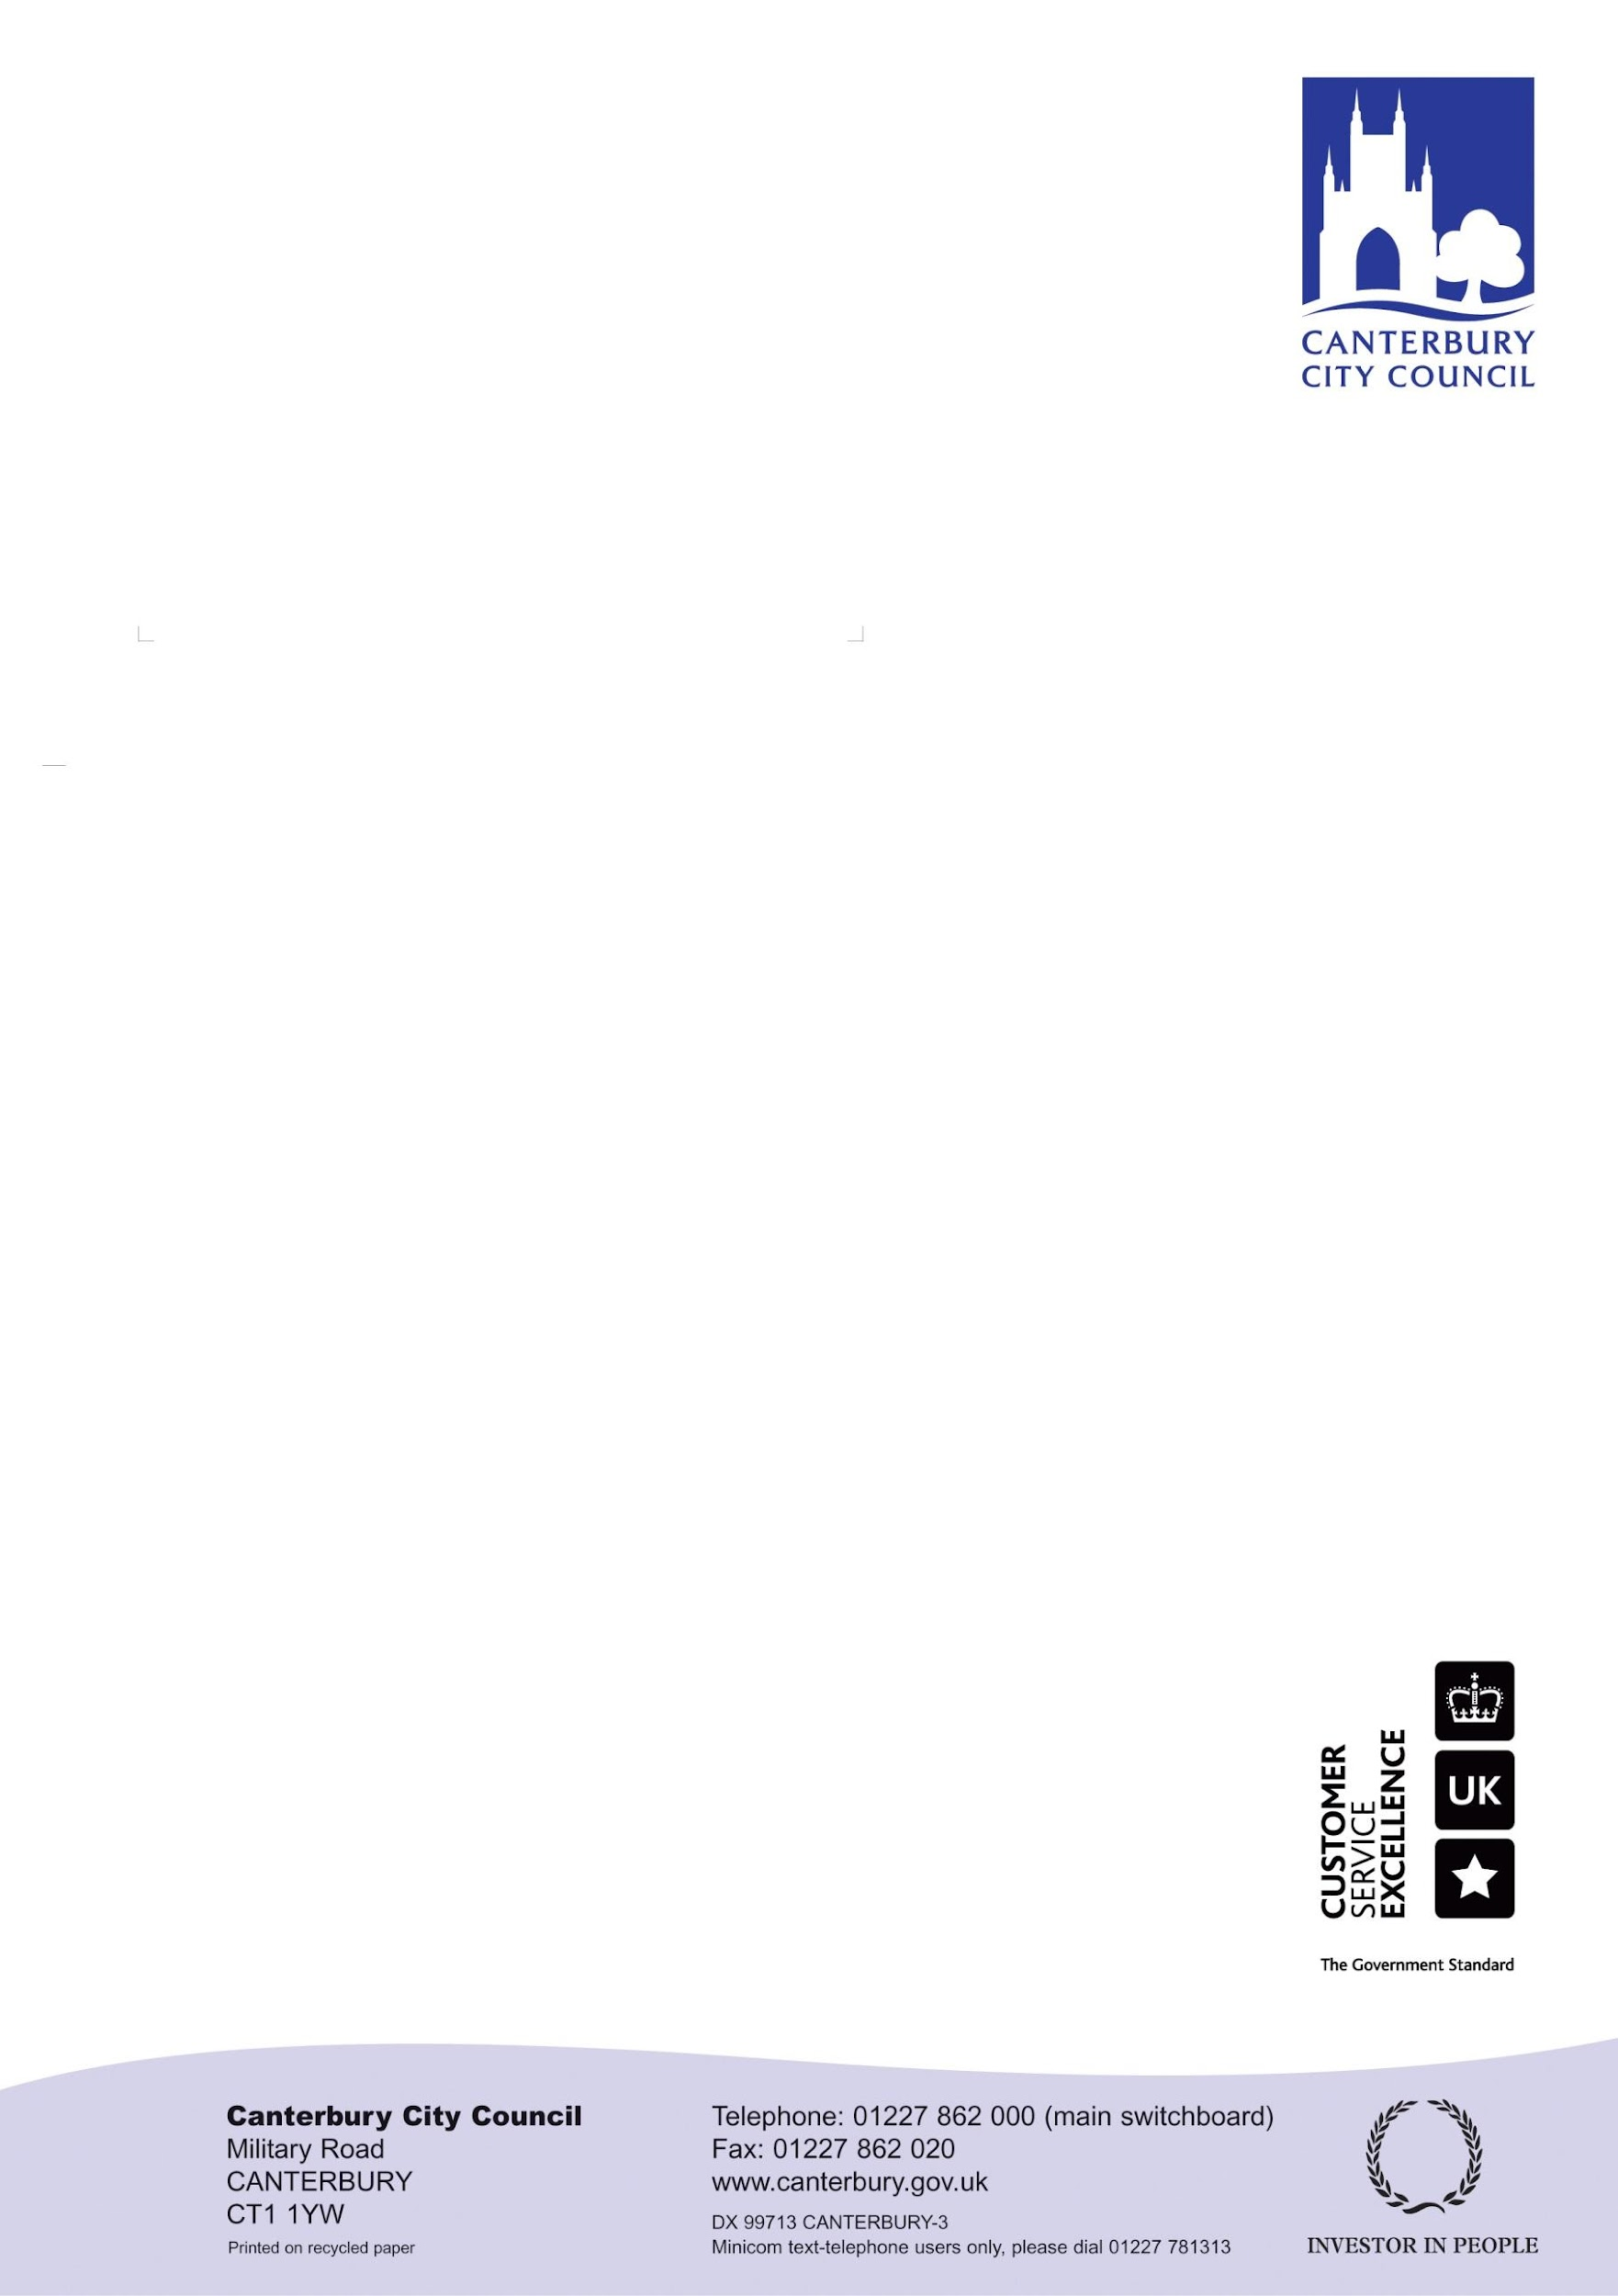 CANTERBURY
CITY COUNCIL
CUSTOMER
SERVICE
EXCELLENCE
UK
The Government Standard
Canterbury City Council
Military Road
CANTERBURY
CT1 1YW
Printed on recycled paper
Telephone: 01227 862 000 (main switchboard)
Fax: 01227 862 020
www.canterbury.gov.uk
DX 99713 CANTERBURY-3
Minicom text-telephone users only, please dial 01227 781313
INVESTOR IN PEOPLE